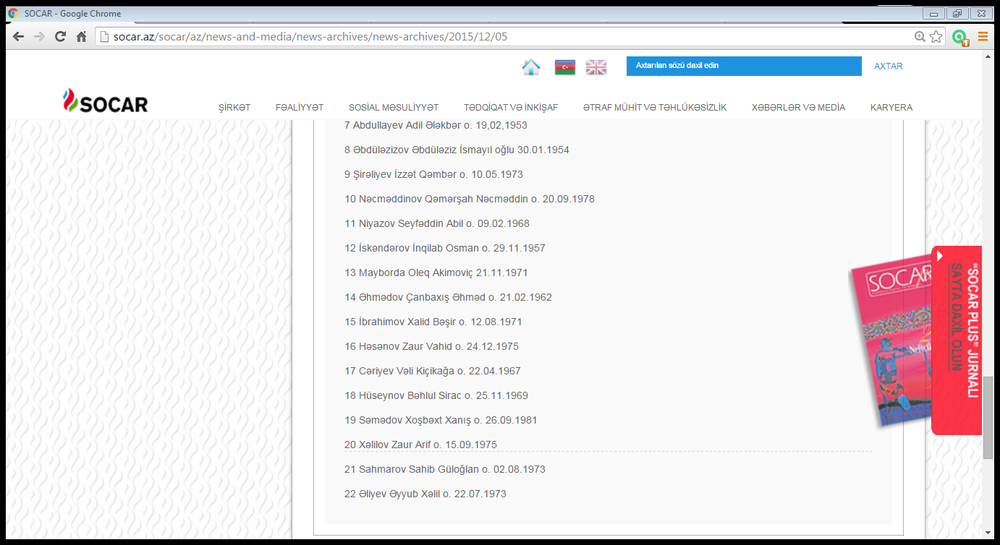 SOCAR - Google Chrome
socar.az/socar/az/news-and-media/news-archives/news-archives/2015/12/05
Axtarılan sözü daxil edin
AXTAR
SOCAR
ŞİRKƏT FƏALİYYƏT SOSİAL MƏSULİYYƏT TƏDQİQAT VƏ İNKİŞAF ƏTRAF MÜHİT VƏ TƏHLÜKƏSİZLİK XƏBƏRLƏR VƏ MEDİA KARYERA
7 Abdullayev Adil Ələkbər o. 19,02,1953
8 Əbdüləzizov Əbdüləziz İsmayıl oğlu 30.01.1954
9 Şirəliyev İzzət Qəmbər o. 10.05.1973
10 Nəcməddinov Qəmərşah Nəcməddin o. 20.09.1978
11 Niyazov Seyfəddin Abil o. 09.02.1968
12 İskəndərov İnqilab Osman o. 29.11.1957
13 Mayborda Oleq Akimoviç 21.11.1971
14 Əhmədov Çanbaxış Əhməd o. 21.02.1962
15 İbrahimov Xalid Bəşir o. 12.08.1971
16 Həsənov Zaur Vahid o. 24.12.1975
17 Cəriyev Vəli Kiçikağa o. 22.04.1967
18 Hüseynov Bəhlul Sirac o. 25.11.1969
19 Səmədov Xoşbəxt Xanış o. 26.09.1981
20 Xəlilov Zaur Arif o. 15.09.1975
21 Sahmarov Sahib Güloğlan o. 02.08.1973
22 Əliyev Əyyub Xəlil o. 22.07.1973
SOCAR
"SOCAR PLUS" JURNALI
SAYTA DAXİL OLUN